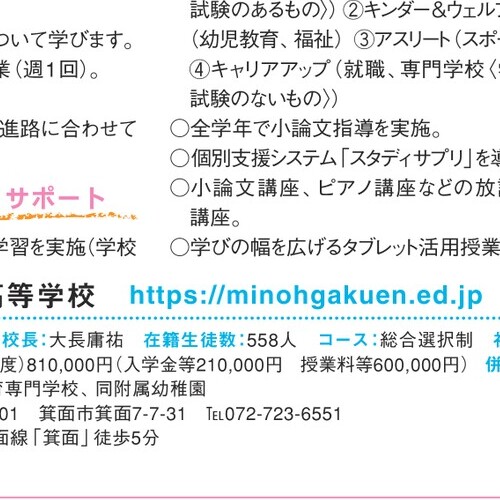 試験のあるもの〉） ②キンダー＆ウェル
ついて学びます。
（幼児教育、福祉） ③アスリート（スポ
業（週1回）。
④キャリアアップ（就職、専門学校〈
試験のないもの〉）
進路に合わせて
○全学年で小論文指導を実施。
○個別支援システム「スタディサプリ」を
サポート
○小論文講座、ピアノ講座などの放
講座。
学習を実施（学校
○学びの幅を広げるタブレット活用授業
高等学校 https://minohgakuen.ed.jp
校長：大長庸祐 在籍生徒数：558人 コース：総合選択制
度）810,000円（入学金等210,000円 授業料等600,000円） 併
専門学校、同附属幼稚園
01 箕面市箕面7-7-31 ℡072-723-6551
面線「箕面」徒歩5分